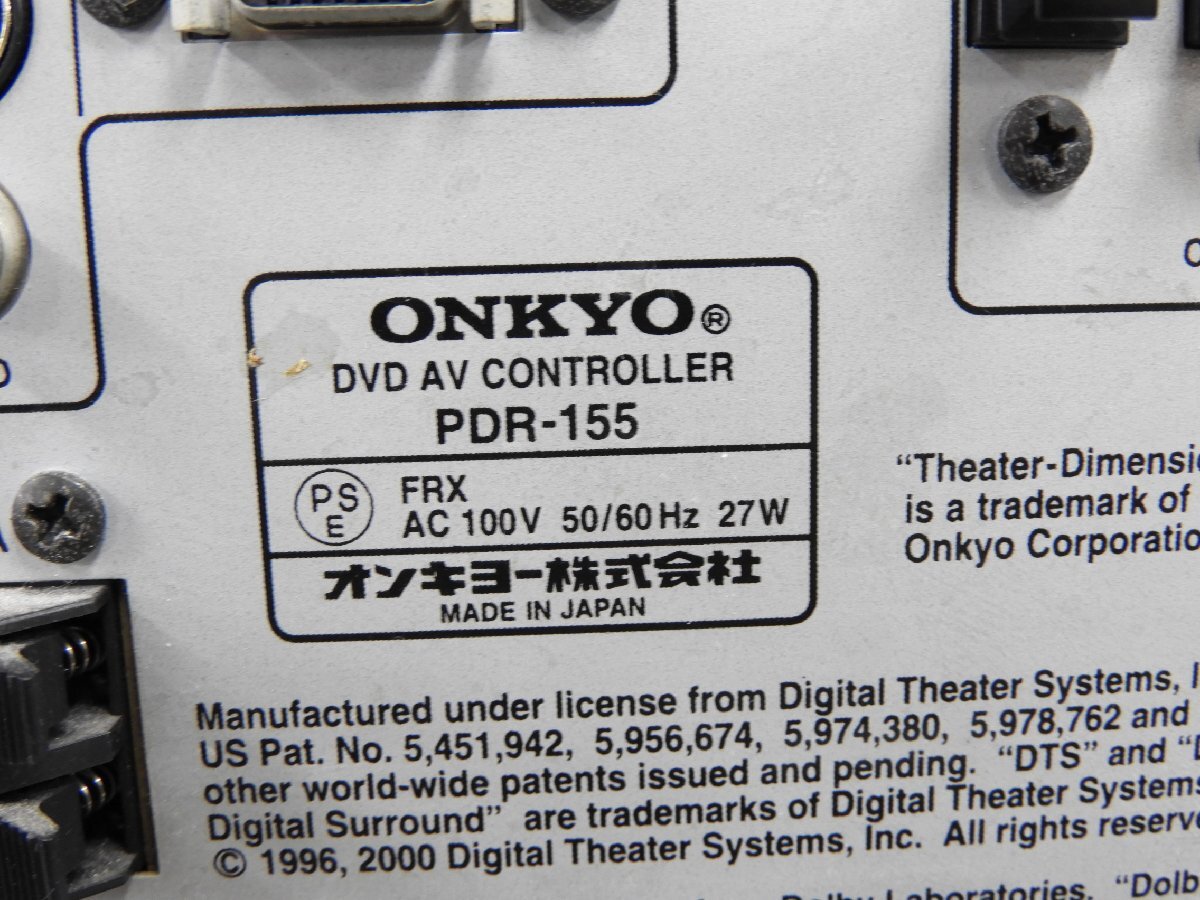 ONKYO®
DVD AV CONTROLLER
PDR-155
PS
E
FRX
AC 100V 50/60Hz 27W
オンキヨー株式会社
MADE IN JAPAN
“Theater-Dimensi
is a trademark of
Onkyo Corporatio
Manufactured under license from Digital Theater Systems, I
US Pat. No. 5,451,942, 5,956,674, 5,974,380, 5,978,762 and
other world-wide patents issued and pending. “DTS” and “D
Digital Surround” are trademarks of Digital Theater Systems
© 1996, 2000 Digital Theater Systems, Inc. All rights reserve
Dolby Laboratories. “Dolb